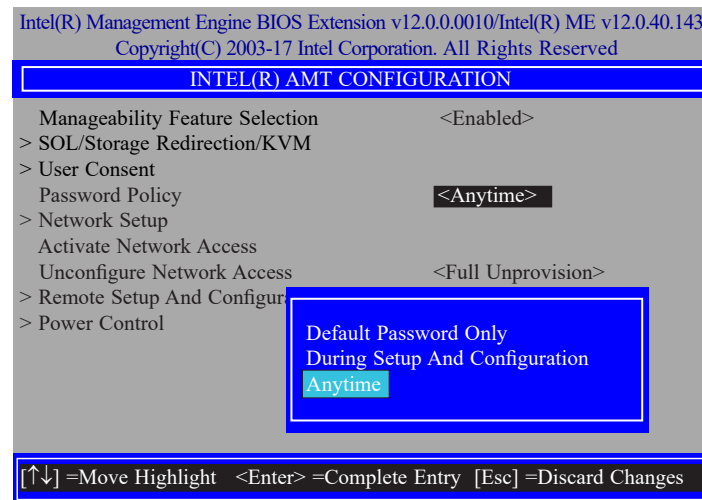 Intel(R) Management Engine BIOS Extension v12.0.0.0010/Intel(R) ME v12.0.40.143
Copyright(C) 2003-17 Intel Corporation. All Rights Reserved
INTEL(R) AMT CONFIGURATION
Manageability Feature Selection <Enabled>
> SOL/Storage Redirection/KVM
> User Consent
Password Policy <Anytime>
> Network Setup
Activate Network Access
Unconfigure Network Access <Full Unprovision>
> Remote Setup And Configura
> Power Control
Default Password Only
During Setup And Configuration
Anytime
[↑↓] =Move Highlight <Enter> =Complete Entry [Esc] =Discard Changes